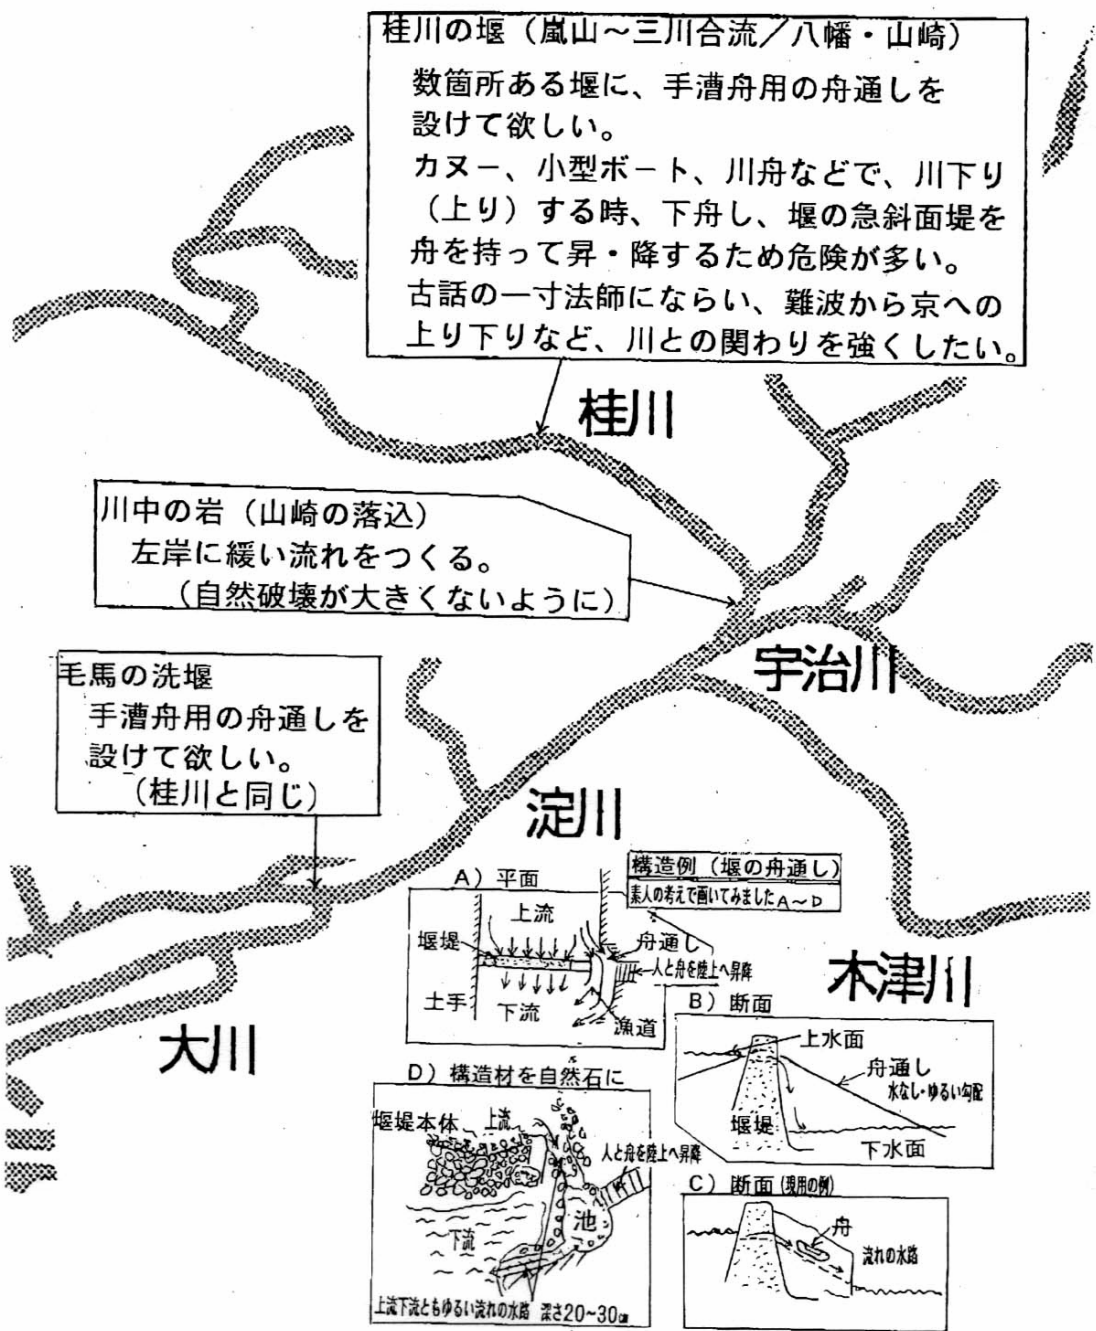 桂川の堰（嵐山～三川合流／八幡・山崎）
数箇所ある堰に、手漕舟用の舟通しを
設けて欲しい。
カヌー、小型ボート、川舟などで、川下り
（上り）する時、下舟し、堰の急斜面堤を
舟を持って昇・降するため危険が多い。
古話の一寸法師にならい、難波から京への
上り下りなど、川との関わりを強くしたい。
桂川
川中の岩（山崎の落込）
左岸に緩い流れをつくる。
（自然破壊が大きくないように）
宇治川
毛馬の洗堰
手漕舟用の舟通しを
設けて欲しい。
（桂川と同じ）
淀川
大川
木津川
構造例（堰の舟通し）
素人の考えで画いてみましたA～D
A）平面
上流
堰堤
舟通し
人と舟を陸上へ昇降
土手
下流
漁道
B）断面
上水面
舟通し
水なし・ゆるい勾配
堰堤
下水面
C）断面（現用の例）
舟
流れの水路
D）構造材を自然石に
堰堤本体
上流
人と舟を陸上へ昇降
池
下流
上流下流ともゆるい流れの水路 深さ20～30cm